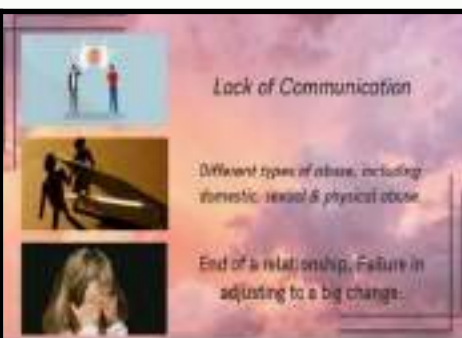 Lack of Communication
Different types of abuse, including
domestic, sexual & physical abuse
End of a relationship, Failure in
adjusting to a big change.